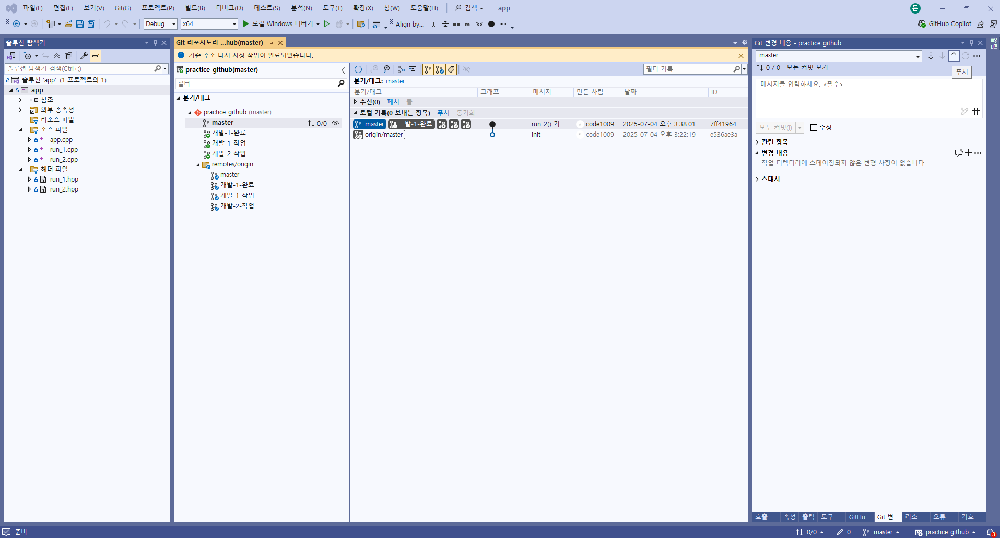 파일(F) 편집(E) 보기(V) Git(G) 프로젝트(P) 빌드(B) 디버그(D) 테스트(S) 분석(N) 도구(T) 확장(X) 창(W) 도움말(H) 검색 app 든
Debug x64 로컬 Windows 디버거 Align by... GitHub Copilot
솔루션 탐색기
솔루션 탐색기 검색(Ctrl+;)
솔루션 'app' (1 프로젝트의 1)
app
참조
외부 종속성
리소스 파일
소스 파일
app.cpp
run_1.cpp
run_2.cpp
헤더 파일
run_1.hpp
run_2.hpp
Git 리포지토리 ...hub(master)
기준 주소 다시 지정 작업이 완료되었습니다.
practice_github(master)
필터
분기/태그
practice_github (master)
master 0/0
개발-1-완료
개발-1-작업
개발-2-작업
remotes/origin
master
개발-1-완료
개발-1-작업
개발-2-작업
필터 기록
분기/태그: master
분기/태그 그래프 메시지 만든 사람 날짜 ID
수신(0) 페치 | 풀
로컬 기록(0 보내는 항목) 푸시 | 동기화
master ...발-1-완료 run_2() 기... code1009 2025-07-04 오후 3:38:01 7ff41964
origin/master init code1009 2025-07-04 오후 3:22:19 e536ae3a
Git 변경 내용 - practice_github
master
0 / 0 모든 커밋 보기
푸시
메시지를 입력하세요. <필수>
모두 커밋(I) 수정
관련 항목
변경 내용
작업 디렉터리에 스테이징되지 않은 변경 사항이 없습니다.
스태시
호출... 속성 출력 도구... GitHu... Git 변... 리소... 오류... 기호...
알림
준비 0/0 0 master practice_github 3